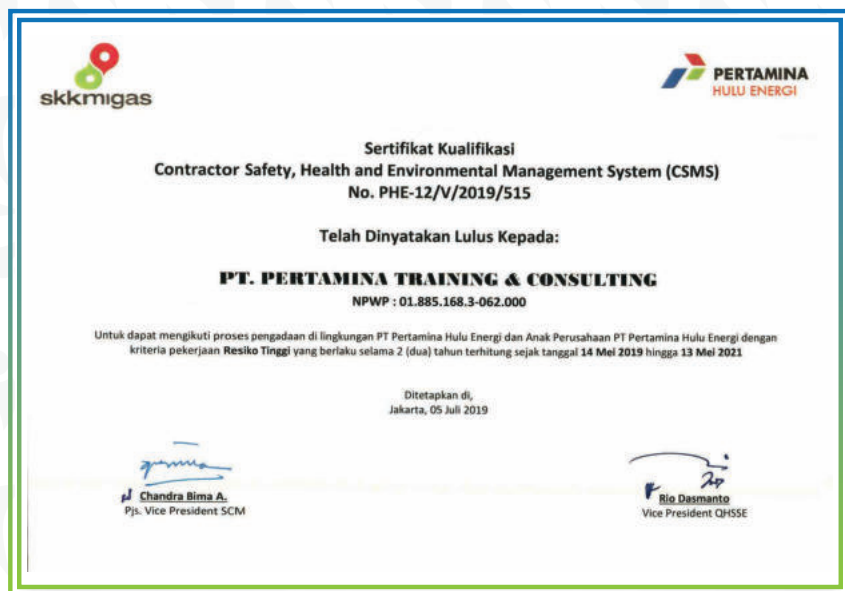 skkmigas
PERTAMINA
HULU ENERGI
Sertifikat Kualifikasi
Contractor Safety, Health and Environmental Management System (CSMS)
No. PHE-12/V/2019/515
Telah Dinyatakan Lulus Kepada:
PT. PERTAMINA TRAINING & CONSULTING
NPWP : 01.885.168.3-062.000
Untuk dapat mengikuti proses pengadaan di lingkungan PT Pertamina Hulu Energi dan Anak Perusahaan PT Pertamina Hulu Energi dengan
kriteria pekerjaan Resiko Tinggi yang berlaku selama 2 (dua) tahun terhitung sejak tanggal 14 Mei 2019 hingga 13 Mei 2021
Ditetapkan di,
Jakarta, 05 Juli 2019
Chandra Bima A.
Pjs. Vice President SCM
Rio Dasmanto
Vice President QHSSE